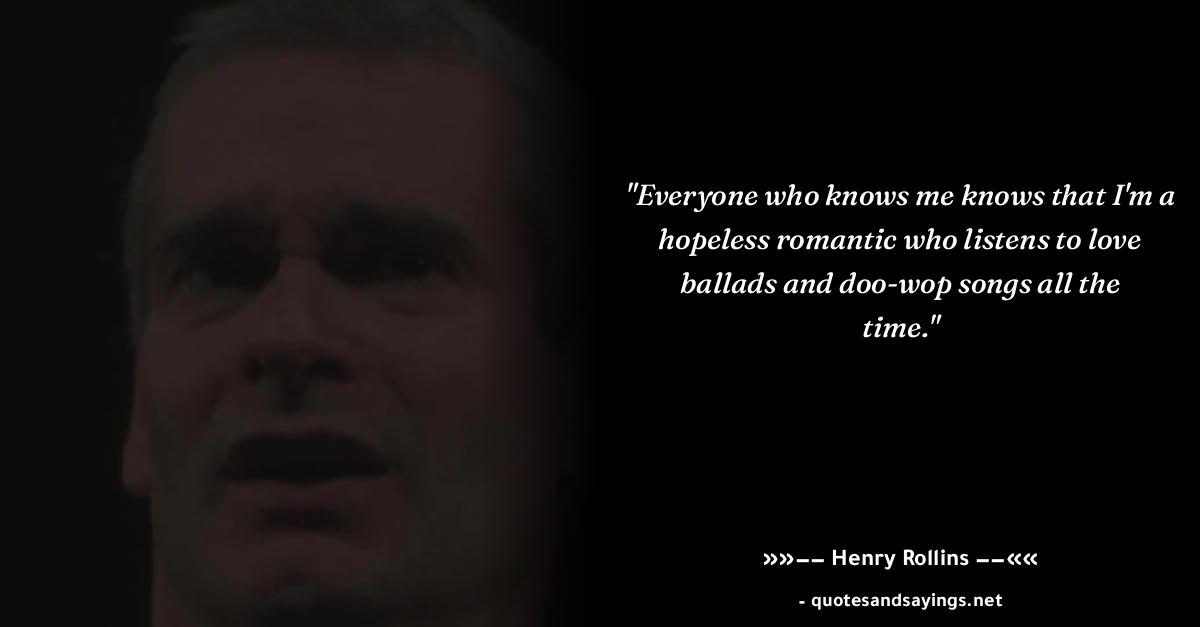 "Everyone who knows me knows that I'm a
hopeless romantic who listens to love
ballads and doo-wop songs all the
time."
»»−− Henry Rollins −−««
- quotesandsayings.net